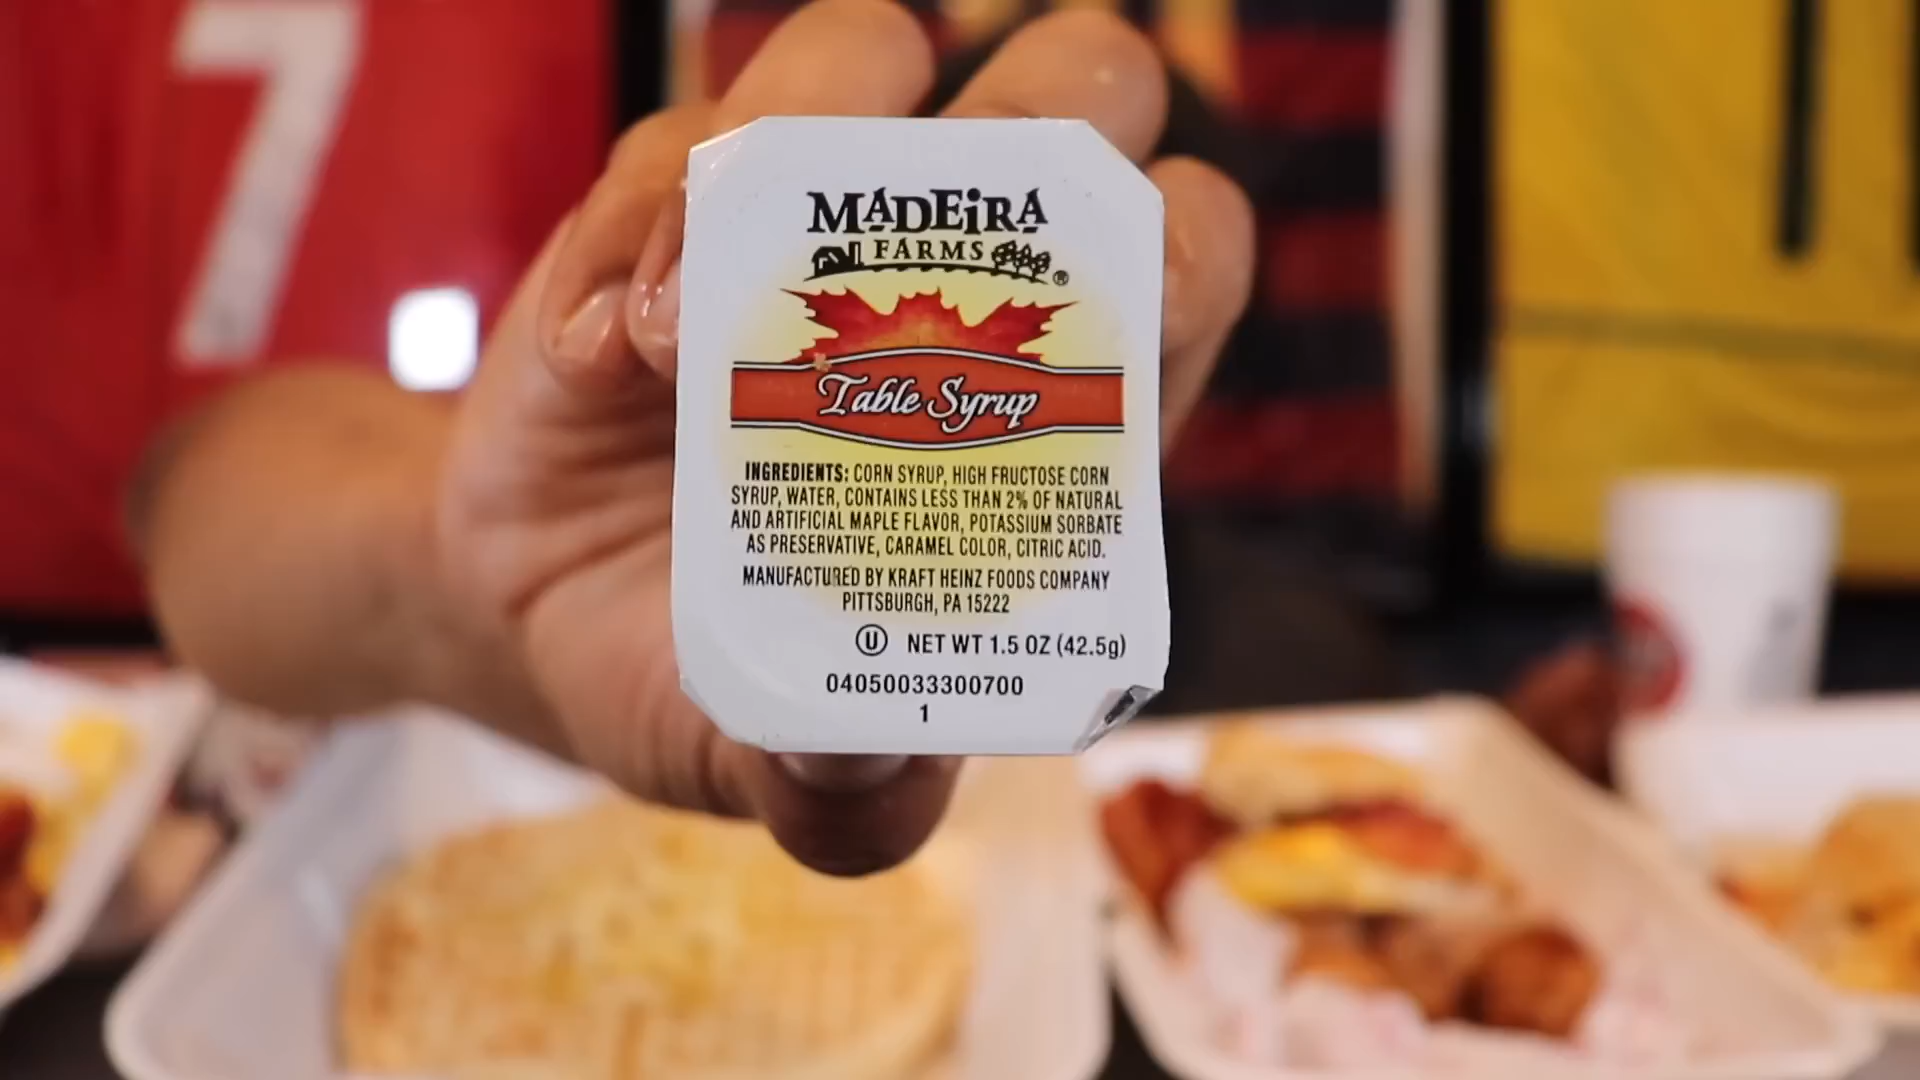 7
MADEiRA
FARMS
®
Table Syrup
INGREDIENTS: CORN SYRUP, HIGH FRUCTOSE CORN
SYRUP, WATER, CONTAINS LESS THAN 2% OF NATURAL
AND ARTIFICIAL MAPLE FLAVOR, POTASSIUM SORBATE
AS PRESERVATIVE, CARAMEL COLOR, CITRIC ACID.
MANUFACTURED BY KRAFT HEINZ FOODS COMPANY
PITTSBURGH, PA 15222
U NET WT 1.5 OZ (42.5g)
04050033300700
1